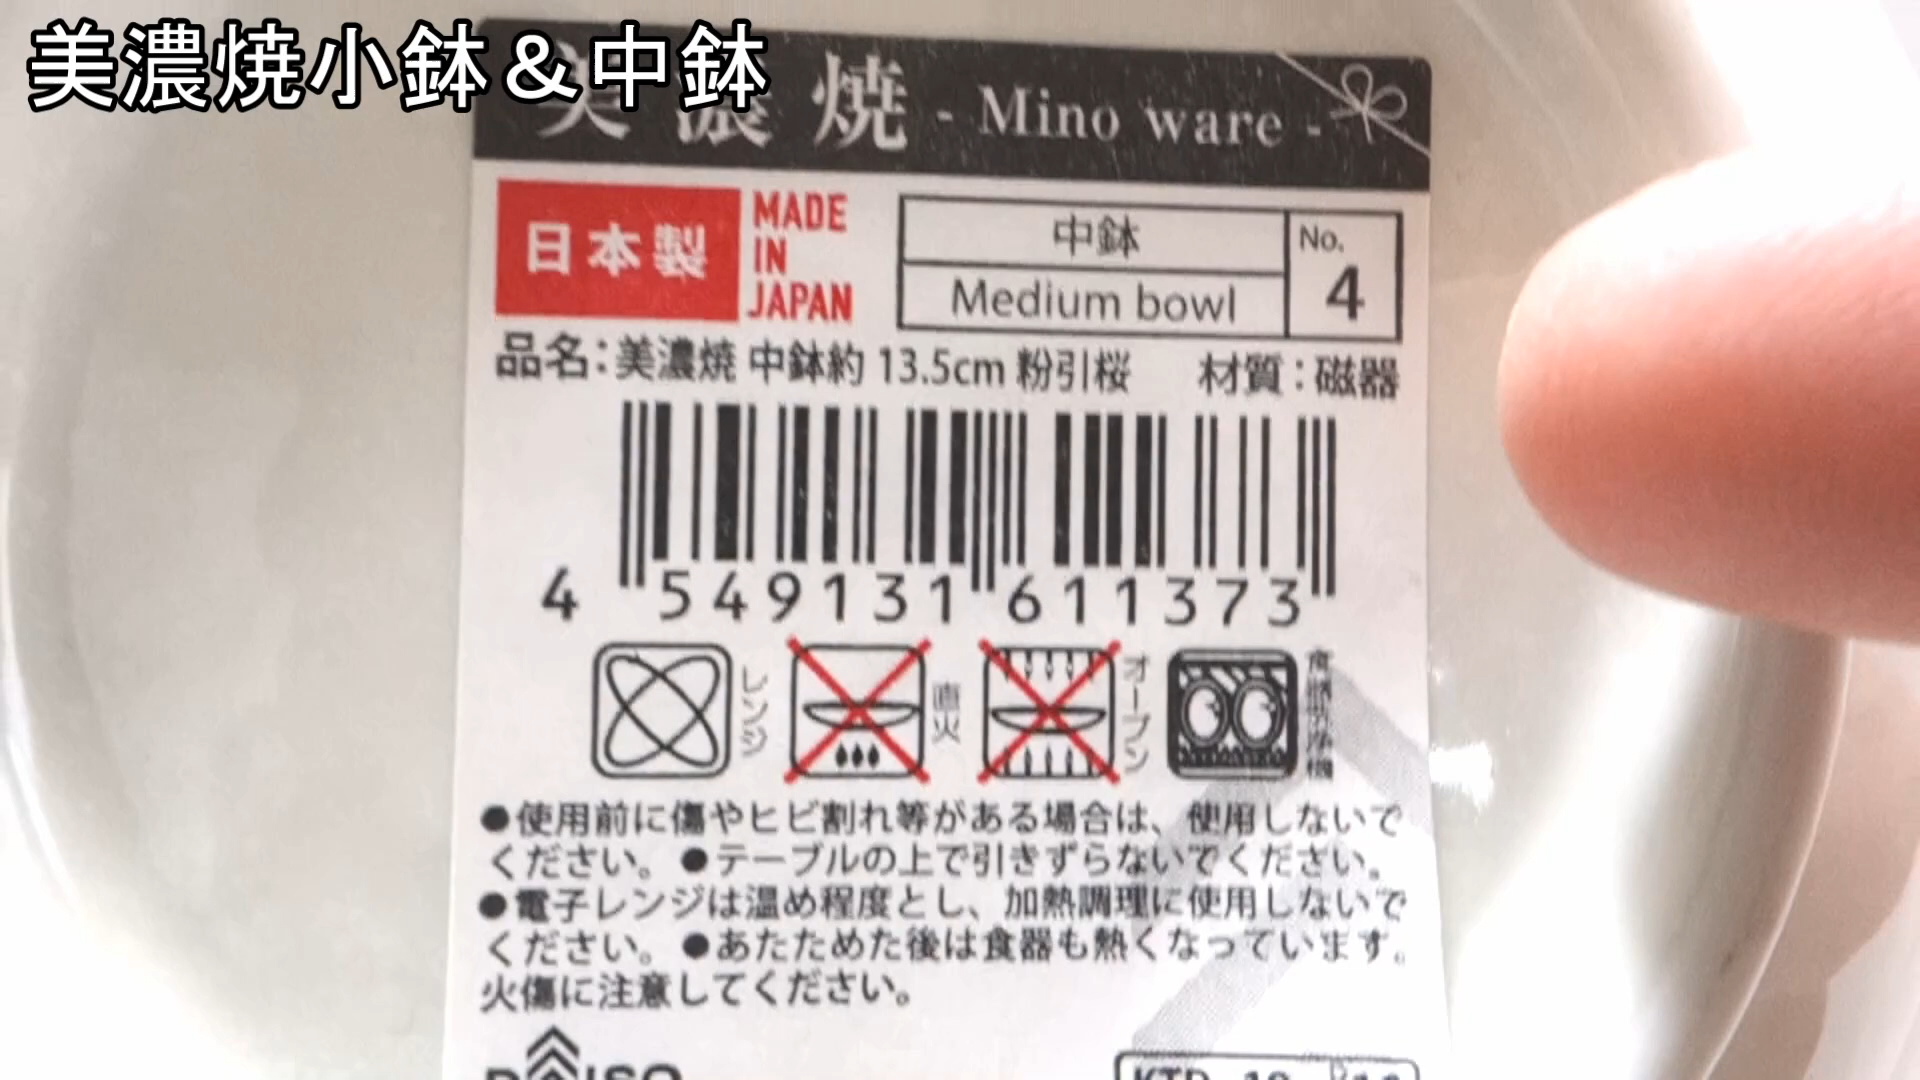 美濃焼小鉢＆中鉢
美濃焼 - Mino ware -
日本製
MADE
IN
JAPAN
中鉢
Medium bowl
No.
4
品名：美濃焼 中鉢約 13.5cm 粉引桜
材質：磁器
4 549131 611373
レンジ
直火
オーブン
食器洗浄機
●使用前に傷やヒビ割れ等がある場合は、使用しないで
ください。●テーブルの上で引きずらないでください。
●電子レンジは温め程度とし、加熱調理に使用しないで
ください。●あたためた後は食器も熱くなっています。
火傷に注意してください。
DAISO